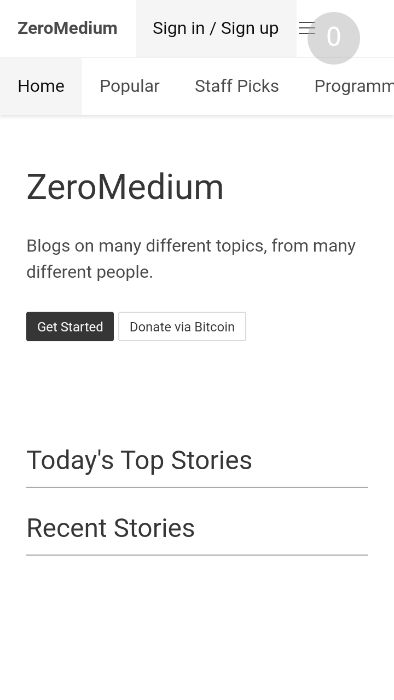 ZeroMedium Sign in / Sign up 0
Home Popular Staff Picks Programm
ZeroMedium
Blogs on many different topics, from many
different people.
Get Started Donate via Bitcoin
Today's Top Stories
Recent Stories